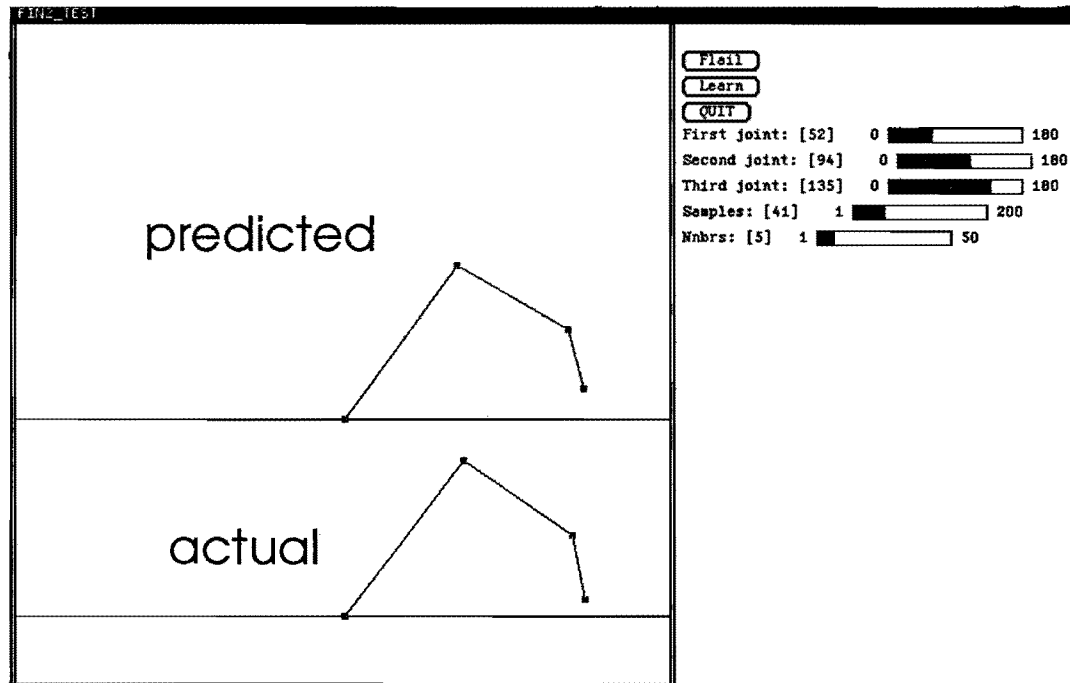 FIN2_TEST
Flail
Learn
QUIT
First joint: [52] 0 180
Second joint: [94] 0 180
Third joint: [135] 0 180
Samples: [41] 1 200
Nnbrs: [5] 1 50
predicted
actual